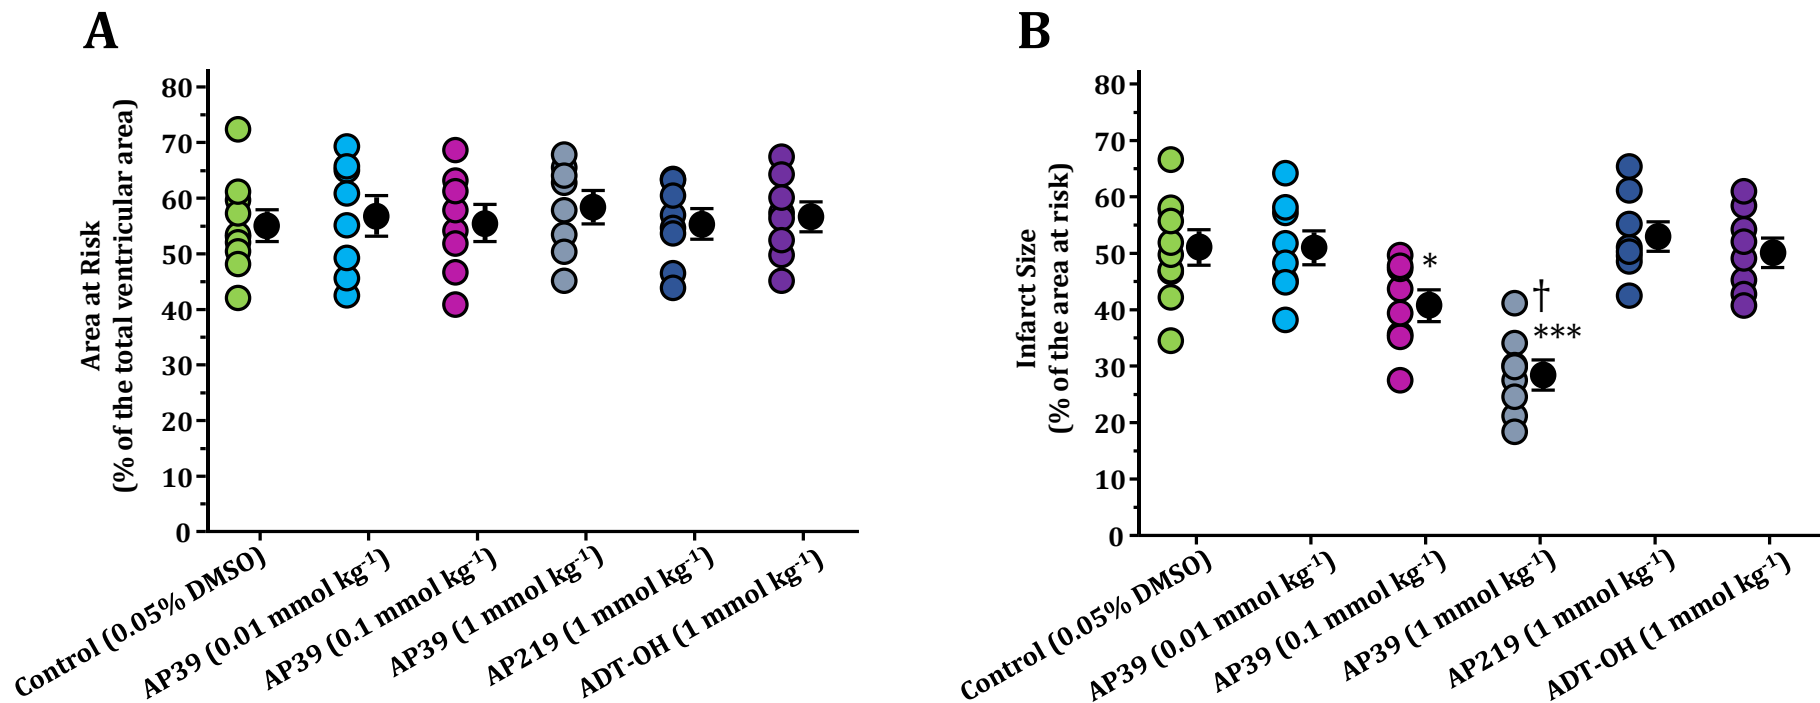 A
Area at Risk
(% of the total ventricular area)
80
70
60
50
40
30
20
10
0
Control (0.05% DMSO)
AP39 (0.01 mmol kg⁻¹)
AP39 (0.1 mmol kg⁻¹)
AP39 (1 mmol kg⁻¹)
AP219 (1 mmol kg⁻¹)
ADT-OH (1 mmol kg⁻¹)
B
Infarct Size
(% of the area at risk)
80
70
60
50
40
30
20
10
0
*
†
***
Control (0.05% DMSO)
AP39 (0.01 mmol kg⁻¹)
AP39 (0.1 mmol kg⁻¹)
AP39 (1 mmol kg⁻¹)
AP219 (1 mmol kg⁻¹)
ADT-OH (1 mmol kg⁻¹)